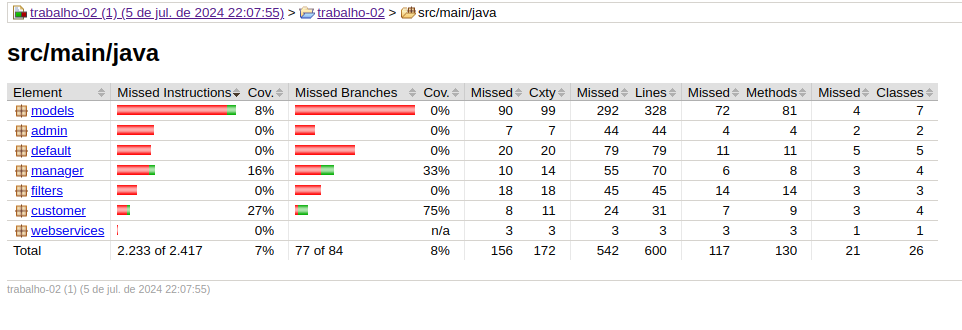 trabalho-02 (1) (5 de jul. de 2024 22:07:55) > trabalho-02 > src/main/java
src/main/java
Element Missed Instructions Cov. Missed Branches Cov. Missed Cxty Missed Lines Missed Methods Missed Classes
models 8% 0% 90 99 292 328 72 81 4 7
admin 0% 0% 7 7 44 44 4 4 2 2
default 0% 0% 20 20 79 79 11 11 5 5
manager 16% 33% 10 14 55 70 6 8 3 4
filters 0% 0% 18 18 45 45 14 14 3 3
customer 27% 75% 8 11 24 31 7 9 3 4
webservices 0% n/a 3 3 3 3 3 3 1 1
Total 2.233 of 2.417 7% 77 of 84 8% 156 172 542 600 117 130 21 26
trabalho-02 (1) (5 de jul. de 2024 22:07:55)